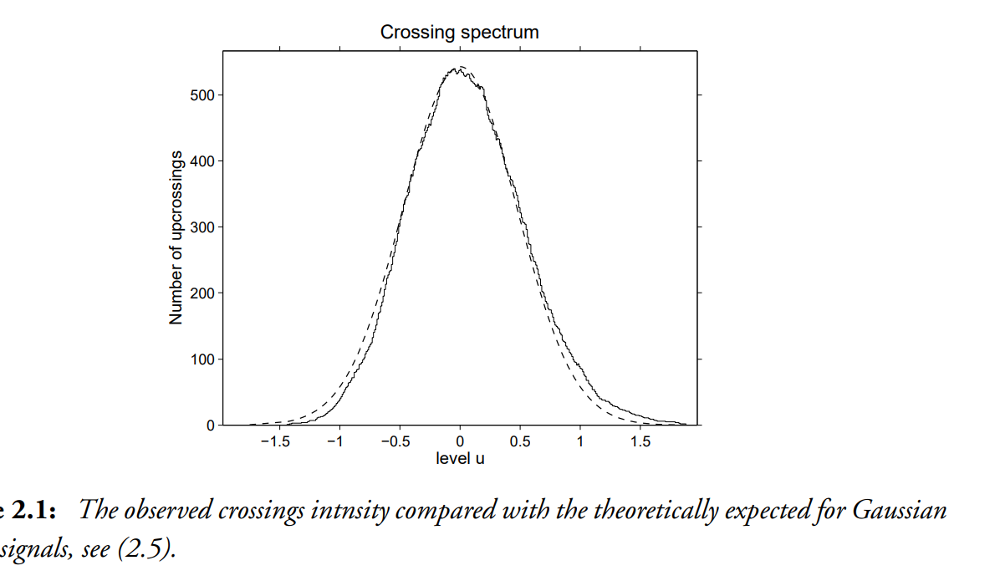 Crossing spectrum
500
400
300
200
100
0
Number of upcrossings
−1.5 −1 −0.5 0 0.5 1 1.5
level u
2.1: The observed crossings intnsity compared with the theoretically expected for Gaussian
signals, see (2.5).